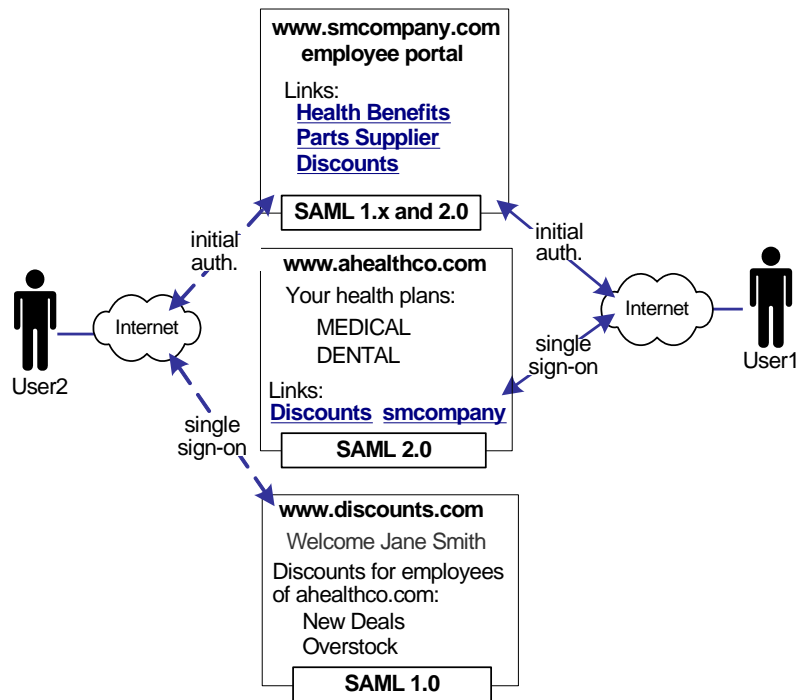 www.smcompany.com
employee portal
Links:
Health Benefits
Parts Supplier
Discounts
SAML 1.x and 2.0
initial
auth.
initial
auth.
www.ahealthco.com
Your health plans:
MEDICAL
DENTAL
Links:
Discounts smcompany
SAML 2.0
Internet
User2
Internet
User1
single
sign-on
single
sign-on
www.discounts.com
Welcome Jane Smith
Discounts for employees
of ahealthco.com:
New Deals
Overstock
SAML 1.0